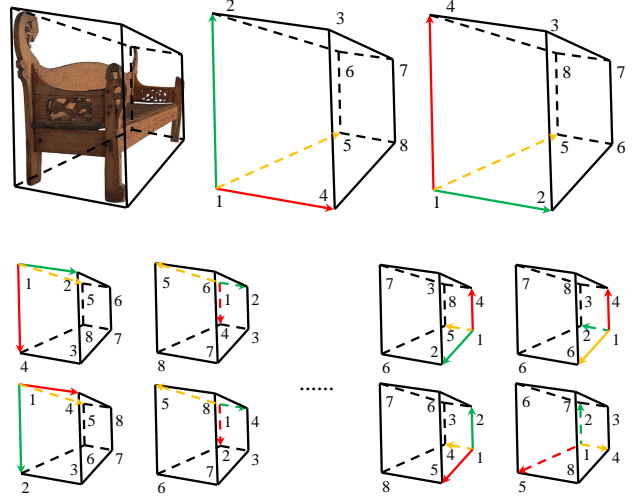 2 3 6 7 5 8 1 4
4 3 8 7 5 6 1 2
1 2 5 6 8 7 3 4
6 1 2 4 3 7 8
7 3 8 4 5 1 2 6
7 8 4 3 1 2 6
......
1 4 5 8 6 7 3 2
8 1 4 2 3 7 6
7 6 2 3 4 1 5 8
6 7 2 3 1 4 8 5